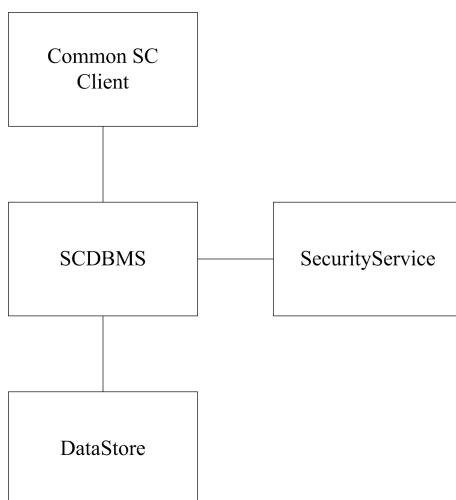 Common SC
Client
SCDBMS
SecurityService
DataStore